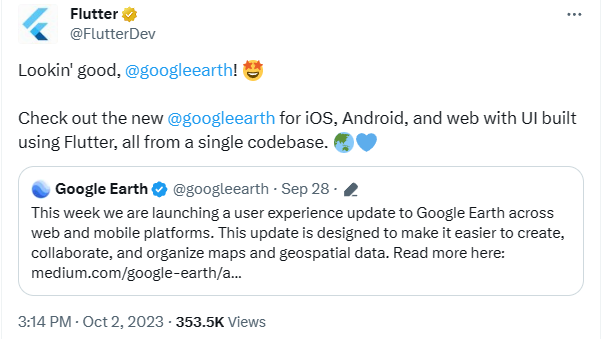 Flutter
@FlutterDev
Lookin' good, @googleearth! 🤩
Check out the new @googleearth for iOS, Android, and web with UI built
using Flutter, all from a single codebase. 🌏💙
Google Earth @googleearth · Sep 28 ·
This week we are launching a user experience update to Google Earth across
web and mobile platforms. This update is designed to make it easier to create,
collaborate, and organize maps and geospatial data. Read more here:
medium.com/google-earth/a...
3:14 PM · Oct 2, 2023 · 353.5K Views